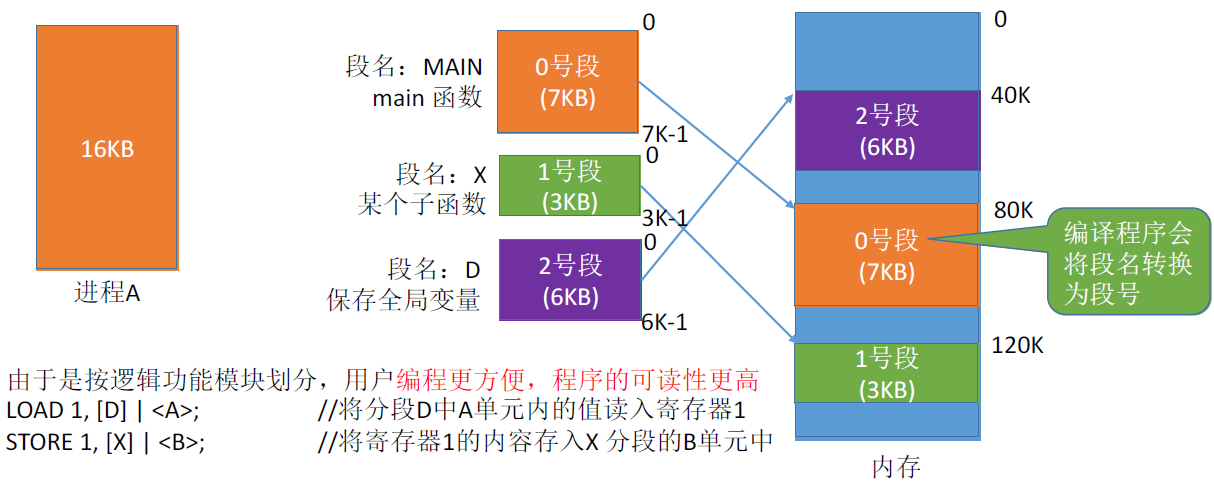 16KB
进程A
段名：MAIN
main 函数
0
0号段
(7KB)
7K-1
段名：X
某个子函数
0
1号段
(3KB)
3K-1
段名：D
保存全局变量
0
2号段
(6KB)
6K-1
0
40K
2号段
(6KB)
80K
0号段
(7KB)
120K
1号段
(3KB)
内存
编译程序会
将段名转换
为段号
由于是按逻辑功能模块划分，用户编程更方便，程序的可读性更高
LOAD 1, [D] | <A>; //将分段D中A单元内的值读入寄存器1
STORE 1, [X] | <B>; //将寄存器1的内容存入X 分段的B单元中